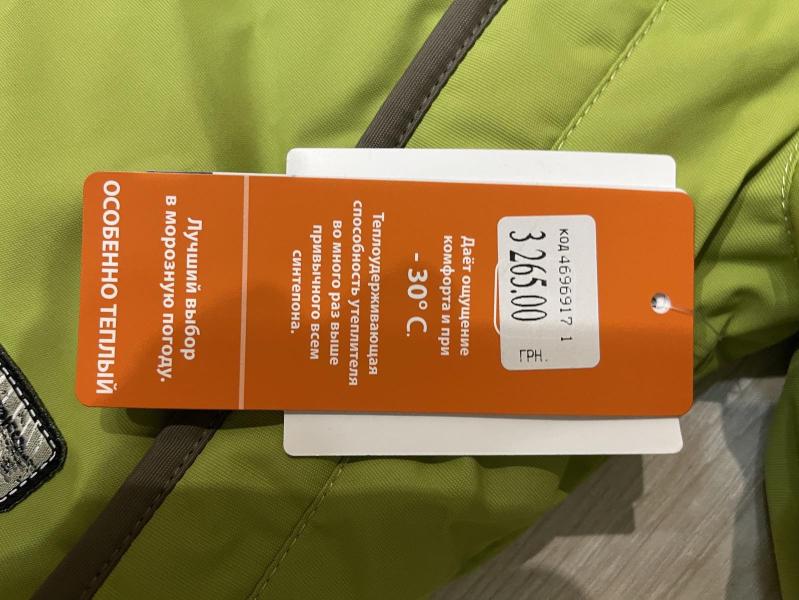 код 4696917 1
3 265.00
ГРН.
Даёт ощущение
комфорта и при
- 30° С.
Теплоудерживающая
способность утеплителя
во много раз выше
привычного всем
синтепона.
Лучший выбор
в морозную погоду.
ОСОБЕННО ТЕПЛЫЙ